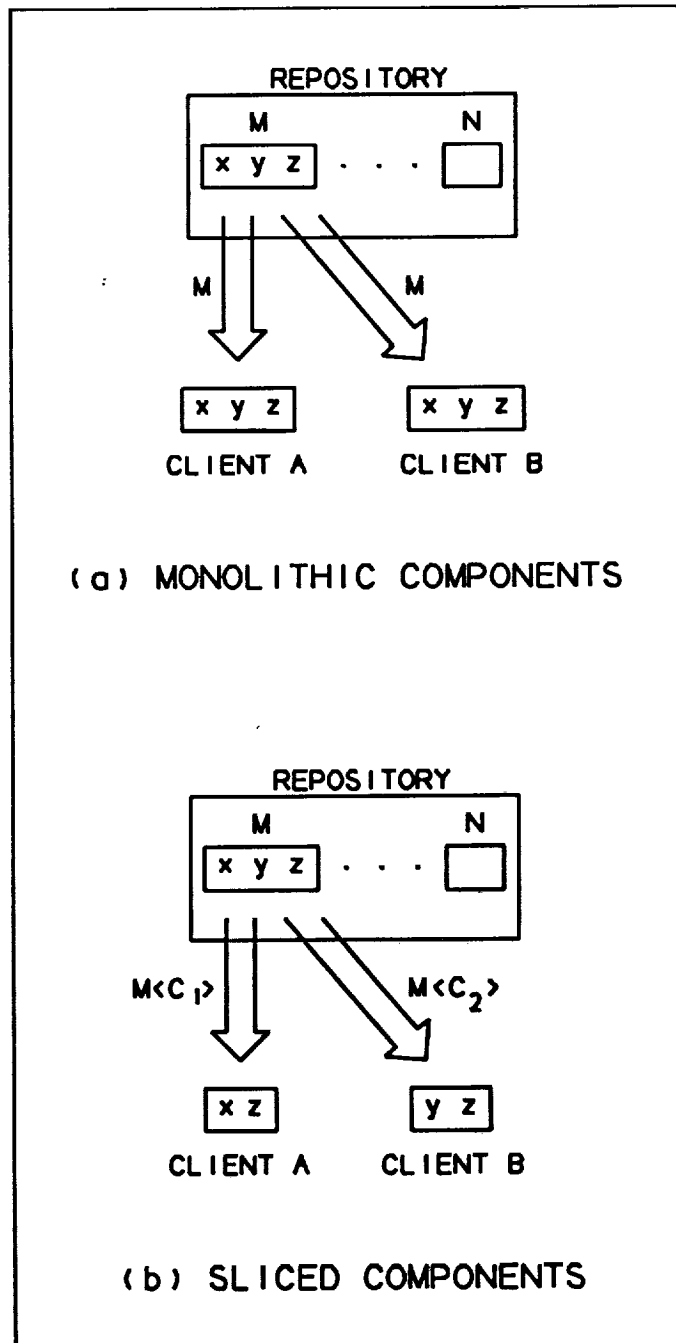 REPOSITORY
M N
x y z . . .
M M
x y z x y z
CLIENT A CLIENT B
(a) MONOLITHIC COMPONENTS
REPOSITORY
M N
x y z . . .
M<C₁> M<C₂>
x z y z
CLIENT A CLIENT B
(b) SLICED COMPONENTS